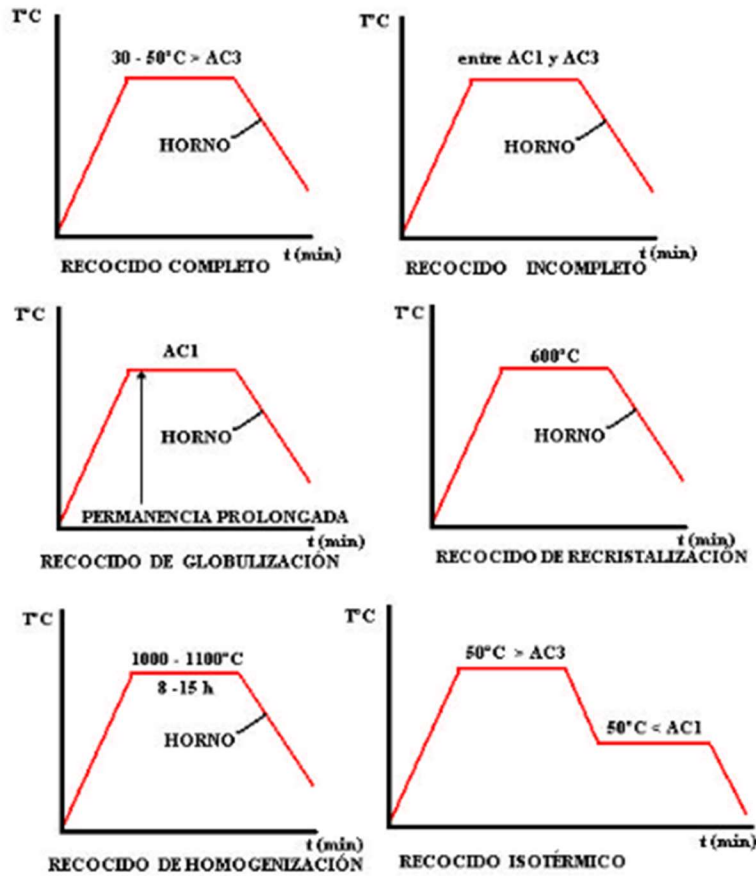 T°C
30 - 50°C > AC3
HORNO
t (min)
RECOCIDO COMPLETO
T°C
entre AC1 y AC3
HORNO
t (min)
RECOCIDO INCOMPLETO
T°C
AC1
HORNO
PERMANENCIA PROLONGADA
t (min)
RECOCIDO DE GLOBULIZACIÓN
T°C
600°C
HORNO
t (min)
RECOCIDO DE RECRISTALIZACIÓN
T°C
1000 - 1100°C
8 -15 h
HORNO
t (min)
RECOCIDO DE HOMOGENIZACIÓN
T°C
50°C > AC3
50°C < AC1
t (min)
RECOCIDO ISOTÉRMICO